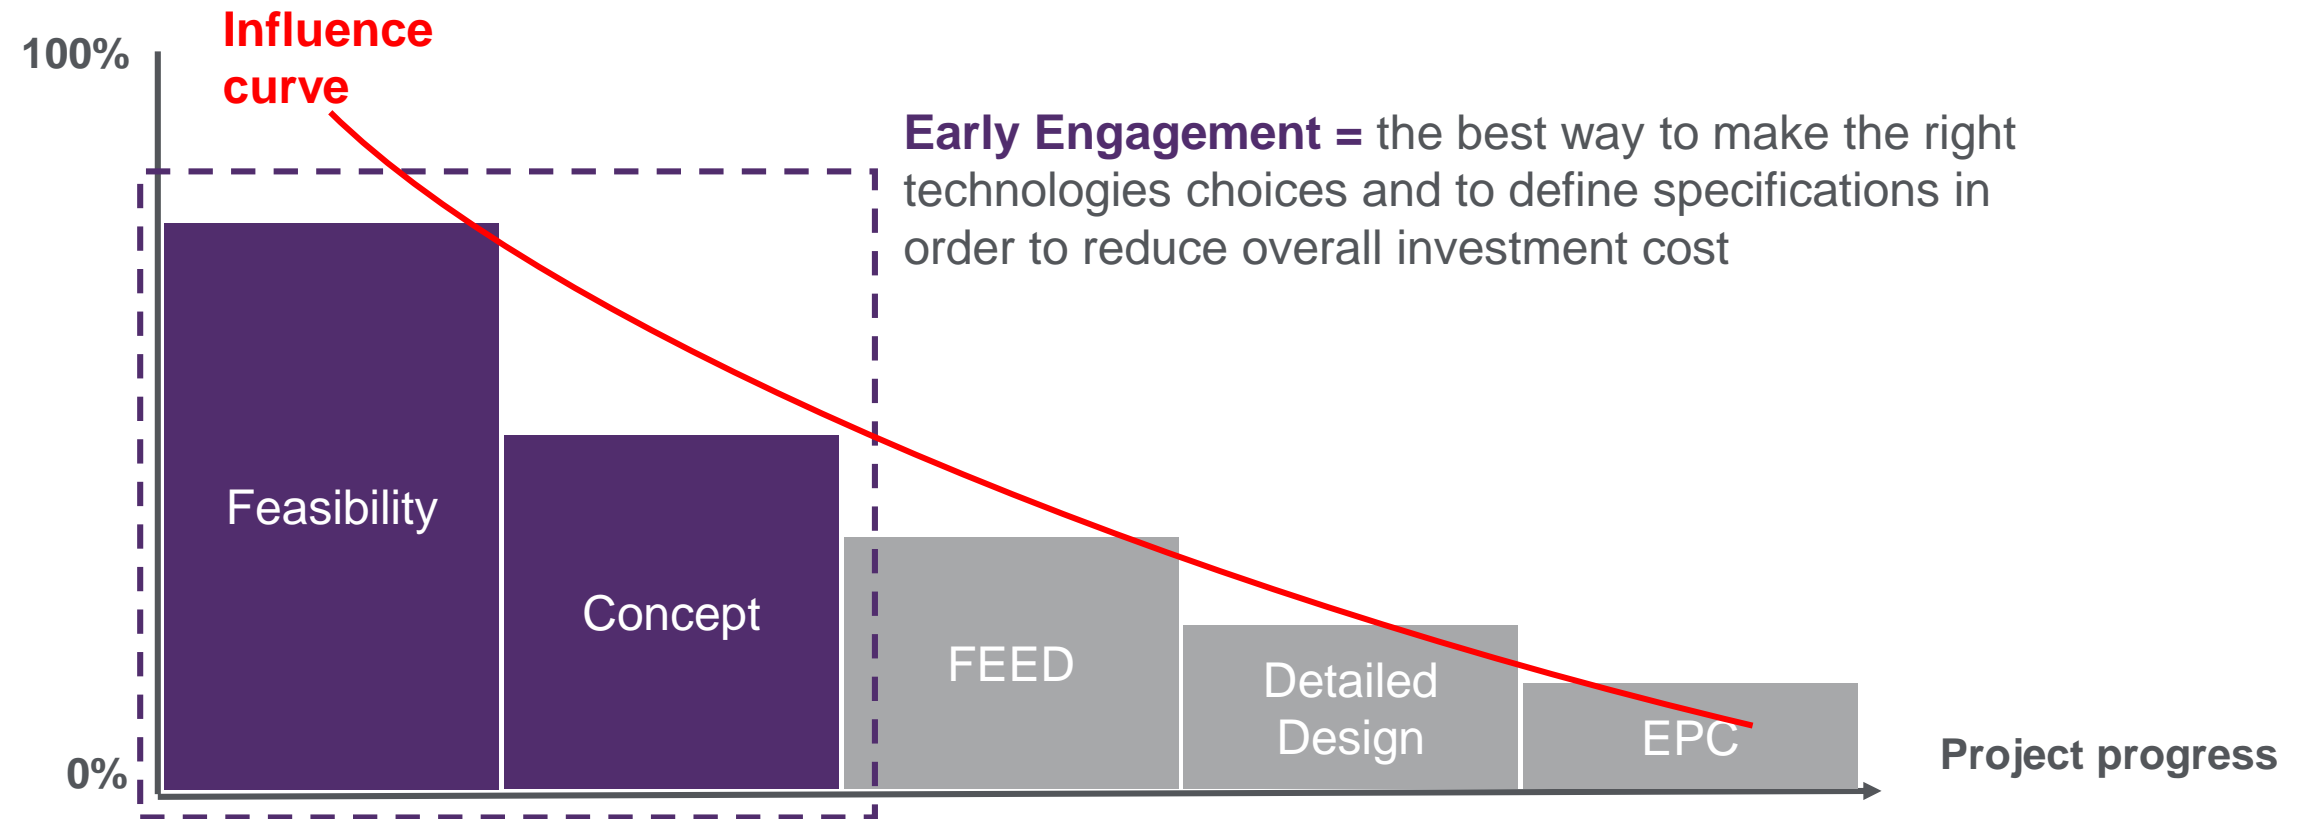 Influence
curve
100%
Early Engagement = the best way to make the right
technologies choices and to define specifications in
order to reduce overall investment cost
Feasibility
Concept
FEED
Detailed
Design
EPC
0%
Project progress